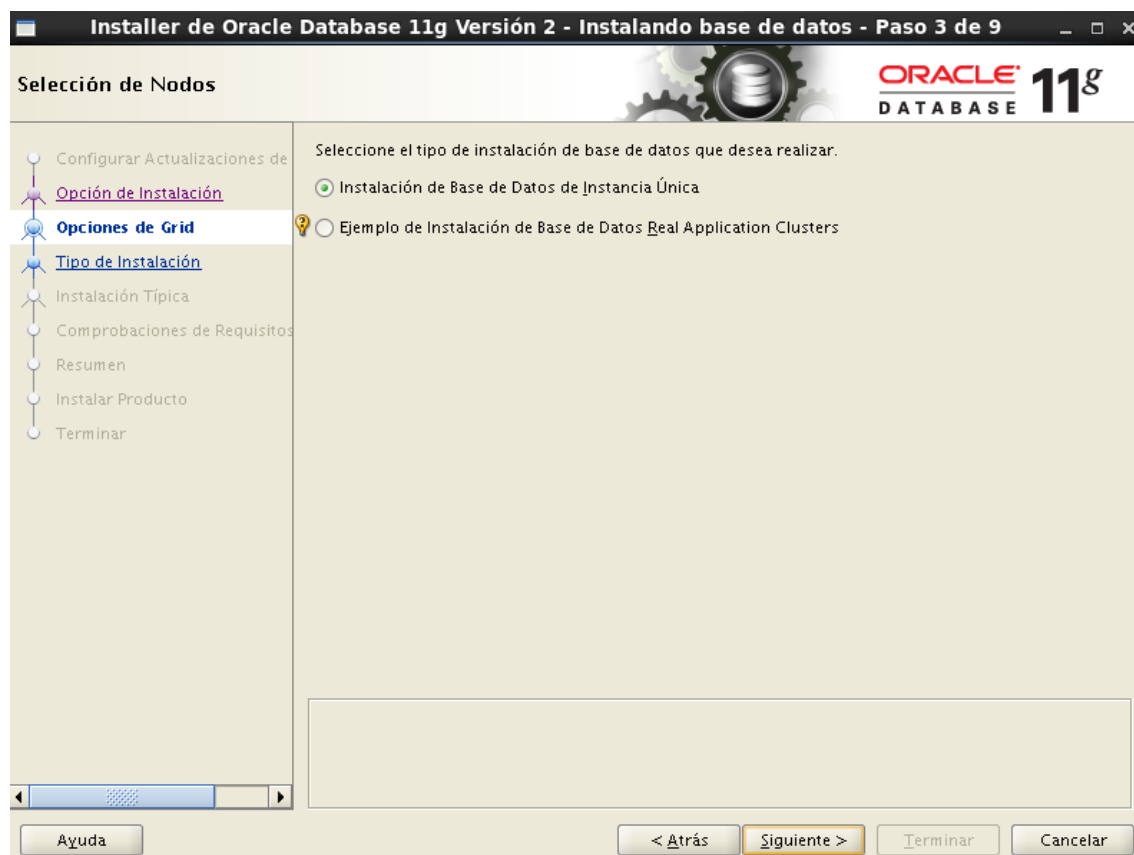 Installer de Oracle Database 11g Versión 2 - Instalando base de datos - Paso 3 de 9
Selección de Nodos
ORACLE
DATABASE 11g
Configurar Actualizaciones de
Opción de Instalación
Opciones de Grid
Tipo de Instalación
Instalación Típica
Comprobaciones de Requisitos
Resumen
Instalar Producto
Terminar
Seleccione el tipo de instalación de base de datos que desea realizar.
Instalación de Base de Datos de Instancia Única
Ejemplo de Instalación de Base de Datos Real Application Clusters
Ayuda
< Atrás
Siguiente >
Terminar
Cancelar